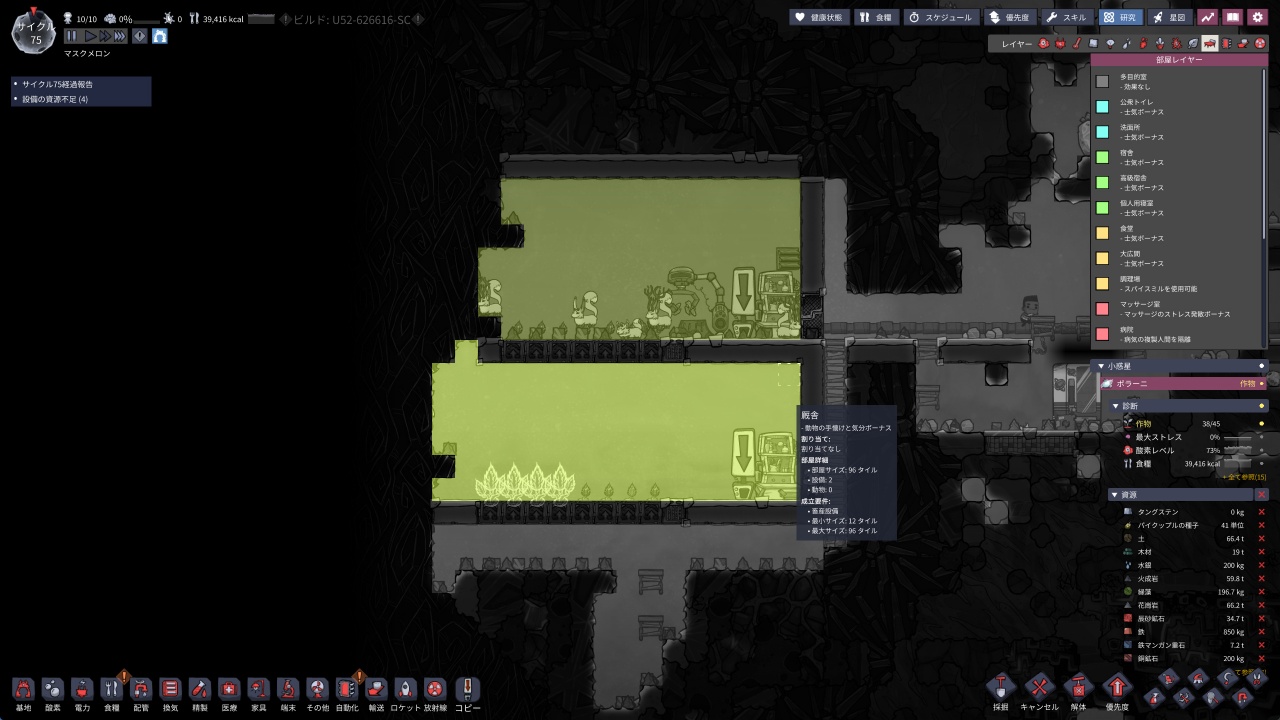 サイクル
75
10/10
0%
0
39,416 kcal
ビルド: U52-626616-SC
マスクメロン
サイクル75経過報告
設備の資源不足 (4)
健康状態
食糧
スケジュール
優先度
スキル
研究
星図
レイヤー
部屋レイヤー
多目的室
- 効果なし
公衆トイレ
- 士気ボーナス
洗面所
- 士気ボーナス
宿舎
- 士気ボーナス
高級宿舎
- 士気ボーナス
個人用寝室
- 士気ボーナス
食堂
- 士気ボーナス
大広間
- 士気ボーナス
調理場
- スパイスミルを使用可能
マッサージ室
- マッサージのストレス発散ボーナス
病院
- 病気の複製人間を隔離
小惑星
ボラーニ
作物
診断
作物
38/45
最大ストレス
0%
酸素レベル
73%
食糧
39,416 kcal
+ 全て参照(15)
資源
タングステン
0 kg
バイクップルの種子
41 単位
土
66.4 t
木材
19 t
水銀
200 kg
火成岩
59.8 t
緑藻
196.7 kg
花崗岩
66.2 t
辰砂鉱石
34.7 t
鉄
850 kg
鉄マンガン重石
7.2 t
銅鉱石
200 kg
厩舎
- 動物の手懐けと気分ボーナス
割り当て:
割り当てなし
部屋詳細
• 部屋サイズ: 96 タイル
• 設備: 2
• 動物: 0
成立要件:
• 畜産設備
• 最小サイズ: 12 タイル
• 最大サイズ: 96 タイル
基地
酸素
電力
食糧
配管
換気
精製
医療
家具
端末
その他
自動化
輸送
ロケット
放射線
コピー
採掘
キャンセル
解体
優先度